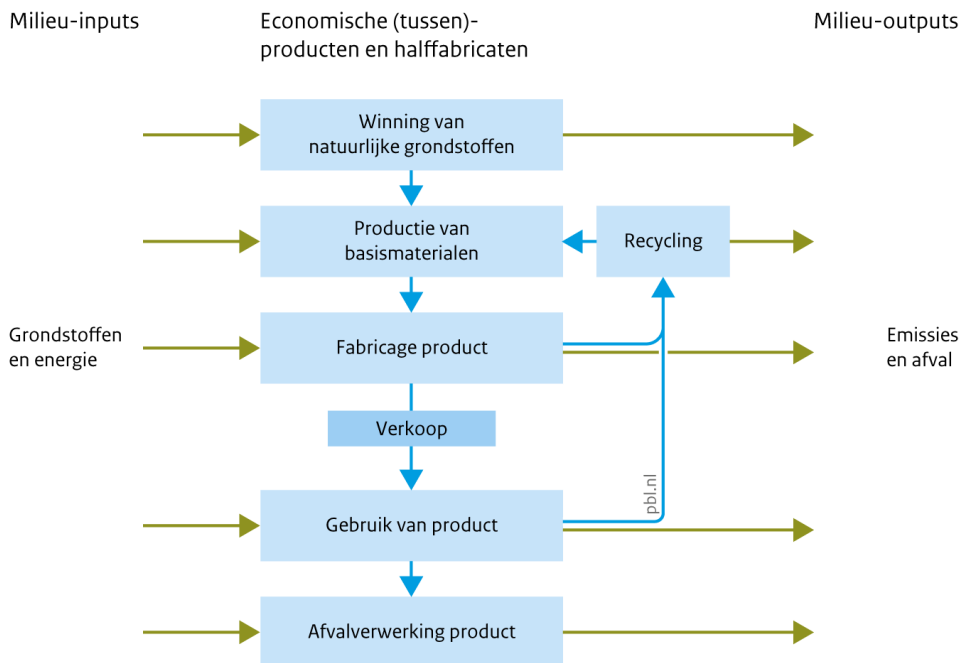 Milieu-inputs
Economische (tussen)-
producten en halffabricaten
Milieu-outputs
Winning van
natuurlijke grondstoffen
Productie van
basismaterialen
Recycling
Grondstoffen
en energie
Fabricage product
Emissies
en afval
Verkoop
pbl.nl
Gebruik van product
Afvalverwerking product